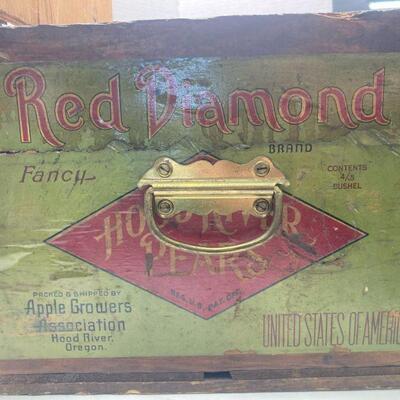 Red Diamond
BRAND
Fancy
CONTENTS
4/5
BUSHEL
HOOD RIVER
PEARS
REG. U.S. PAT. OFF.
PACKED & SHIPPED BY
Apple Growers
Association
Hood River,
Oregon.
UNITED STATES OF AMERICA